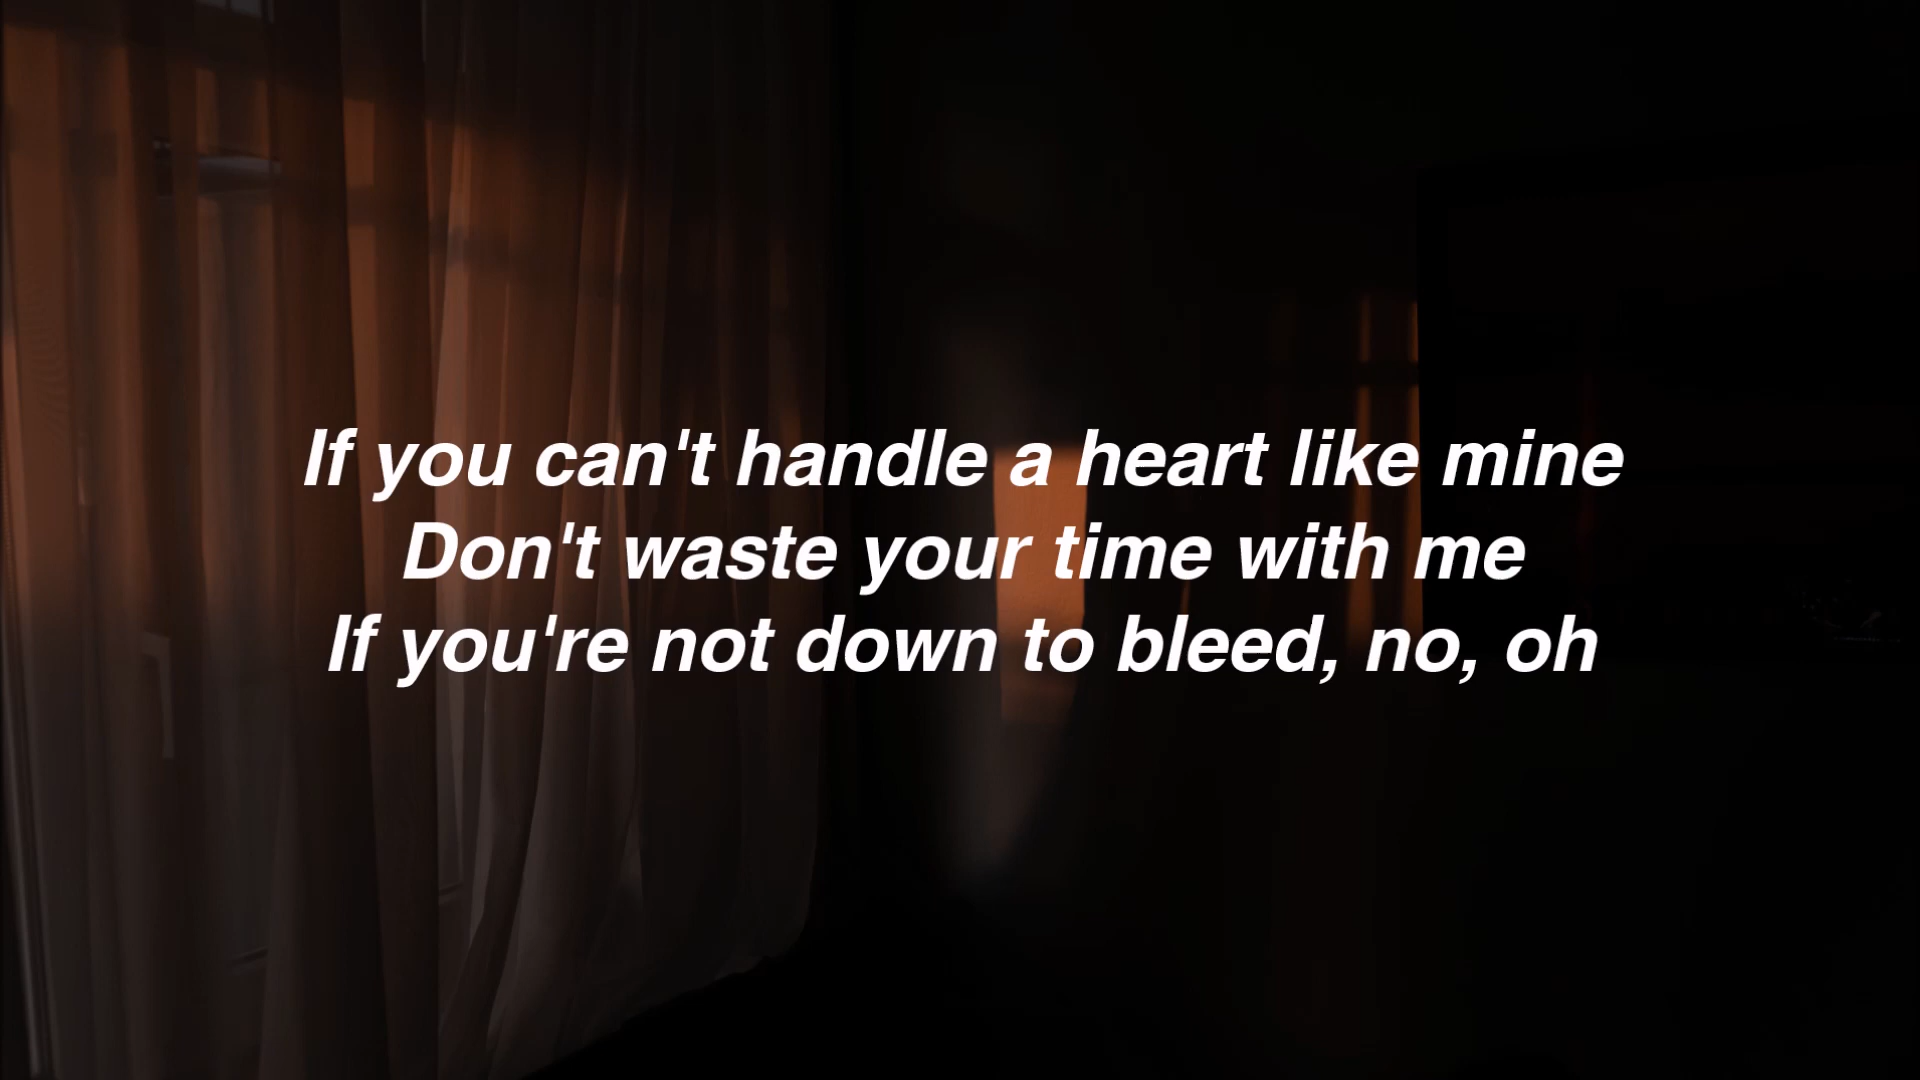 If you can't handle a heart like mine
Don't waste your time with me
If you're not down to bleed, no, oh